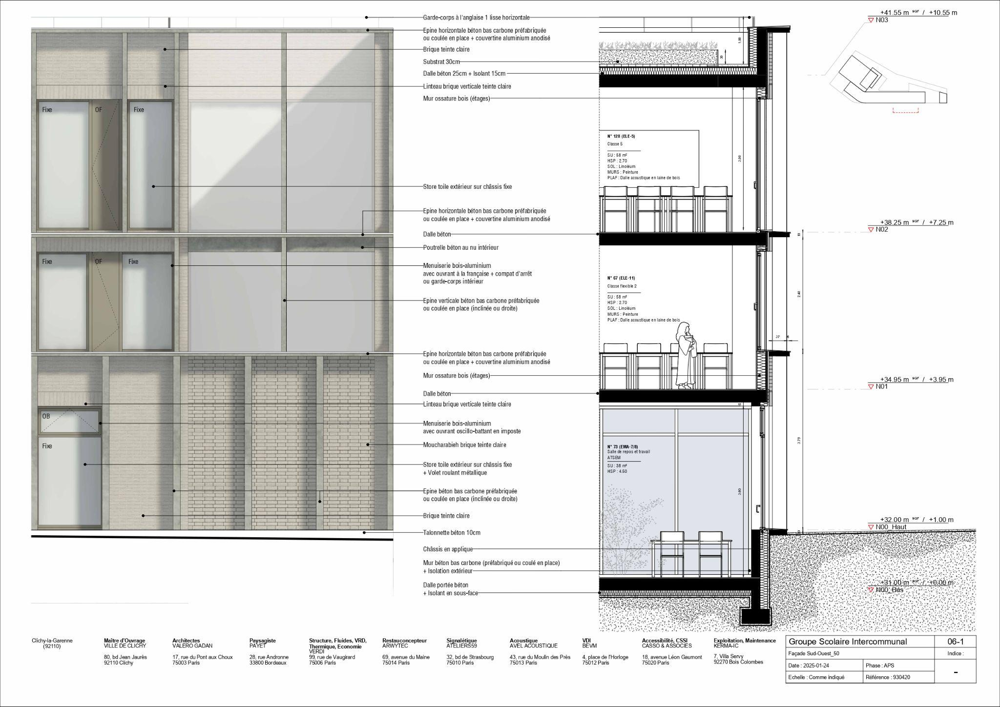 Garde-corps à l'anglaise 1 lisse horizontale
Epine horizontale béton bas carbone préfabriquée
ou coulée en place + couvertine aluminium anodisé
Brique teinte claire
Substrat 30cm
Dalle béton 25cm + Isolant 15cm
Linteau brique verticale teinte claire
Mur ossature bois (étages)
Store toile extérieur sur châssis fixe
Epine horizontale béton bas carbone préfabriquée
ou coulée en place + couvertine aluminium anodisé
Dalle béton
Poutrelle béton au nu intérieur
Menuiserie bois-aluminium
avec ouvrant à la française + compat d'arrêt
ou garde-corps intérieur
Epine verticale béton bas carbone préfabriquée
ou coulée en place (inclinée ou droite)
Epine horizontale béton bas carbone préfabriquée
ou coulée en place + couvertine aluminium anodisé
Mur ossature bois (étages)
Dalle béton
Linteau brique verticale teinte claire
Menuiserie bois-aluminium
avec ouvrant oscillo-battant en imposte
Moucharabieh brique teinte claire
Store toile extérieur sur châssis fixe
+ Volet roulant métallique
Epine béton bas carbone préfabriquée
ou coulée en place (inclinée ou droite)
Brique teinte claire
Talonnette béton 10cm
Châssis en applique
Mur béton bas carbone (préfabriqué ou coulé en place)
+ Isolation extérieur
Dalle portée béton
+ Isolant en sous-face
Fixe
OF
Fixe
Fixe
OF
Fixe
OB
Fixe
1.00
30
N° 128 (ELE-5)
Classe 5
SU : 58 m²
HSP : 2.70
SOL : Linoléum
MURS : Peinture
PLAF : Dalle acoustique en laine de bois
3.00
10
N° 67 (ELE-11)
Classe flexible 2
SU : 58 m²
HSP : 2.70
SOL : Linoléum
MURS : Peinture
PLAF : Dalle acoustique en laine de bois
2.40
37
6
N° 73 (EMA-7/8)
Salle de repos et travail
ATSEM
SU : 38 m²
HSP : 4.50
3.75
3.60
+41.55 m NGF / +10.55 m
N03
+38.25 m NGF / +7.25 m
N02
+34.95 m NGF / +3.95 m
N01
+32.00 m NGF / +1.00 m
N00_Haut
+31.00 m NGF / +0.00 m
N00_Bas
Clichy-la-Garenne
(92110)
Maître d'Ouvrage
VILLE DE CLICHY
80, bd Jean Jaurès
92110 Clichy
Architectes
VALERO GADAN
17, rue du Pont aux Choux
75003 Paris
Paysagiste
PAYET
28, rue Andronne
33800 Bordeaux
Structure, Fluides, VRD,
Thermique, Economie
VERDI
99, rue de Vaugirard
75006 Paris
Restauconcepteur
ARWYTEC
69, avenue du Maine
75014 Paris
Signalétique
ATELIERS59
32, bd de Strasbourg
75010 Paris
Acoustique
AVEL ACOUSTIQUE
43, rue du Moulin des Près
75013 Paris
VDI
BEVM
4, place de l'Horloge
75012 Paris
Accessibilité, CSSI
CASSO & ASSOCIES
18, avenue Léon Gaumont
75020 Paris
Exploitation, Maintenance
KERMA-IC
7, Villa Servy
92270 Bois Colombes
Groupe Scolaire Intercommunal
06-1
Façade Sud-Ouest_50
Indice :
Date : 2025-01-24
Phase : APS
-
Echelle : Comme indiqué
Référence : 930420